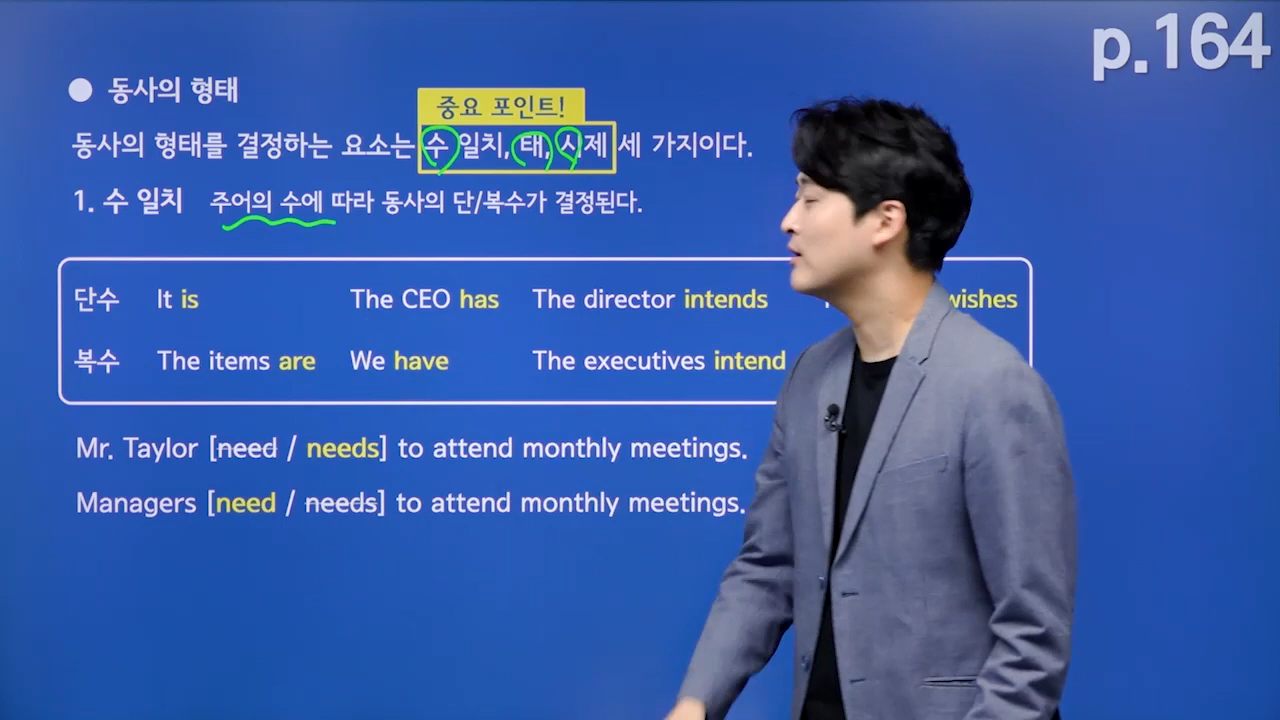 p.164
● 동사의 형태
중요 포인트!
동사의 형태를 결정하는 요소는 수 일치, 태, 시제 세 가지이다.
1. 수 일치 주어의 수에 따라 동사의 단/복수가 결정된다.
단수 It is The CEO has The director intends wishes
복수 The items are We have The executives intend
Mr. Taylor [need / needs] to attend monthly meetings.
Managers [need / needs] to attend monthly meetings.